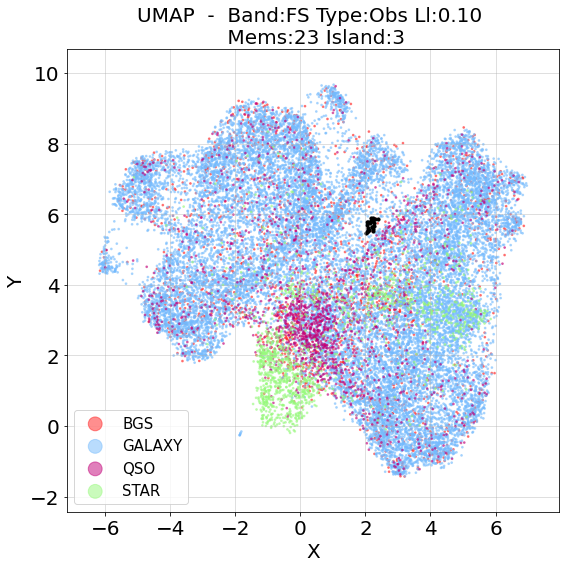 UMAP  -  Band:FS Type:Obs Ll:0.10
Mems:23 Island:3
10
8
6
4
2
0
−2
Y
BGS
GALAXY
QSO
STAR
−6 −4 −2 0 2 4 6
X